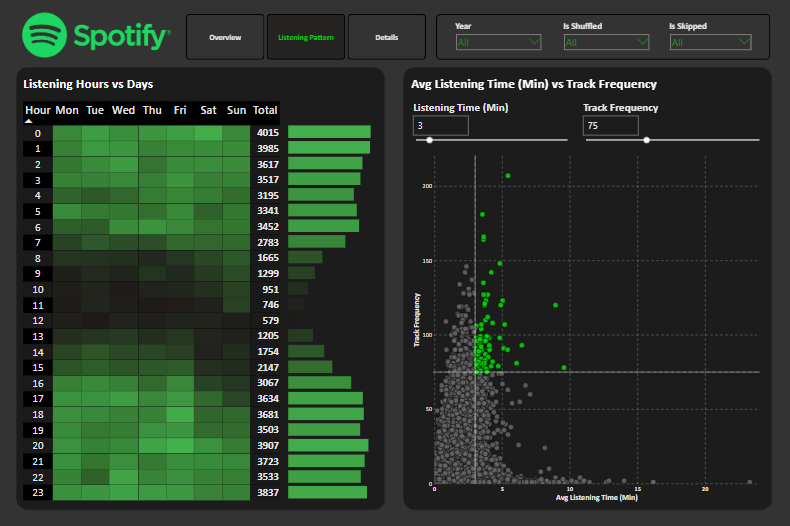 Spotify
Overview
Listening Pattern
Details
Year
All
Is Shuffled
All
Is Skipped
All
Listening Hours vs Days
Hour Mon Tue Wed Thu Fri Sat Sun Total
0 4015
1 3985
2 3617
3 3517
4 3195
5 3341
6 3452
7 2783
8 1665
9 1299
10 951
11 746
12 579
13 1205
14 1754
15 2147
16 3067
17 3634
18 3681
19 3503
20 3907
21 3723
22 3533
23 3837
Avg Listening Time (Min) vs Track Frequency
Listening Time (Min)
3
Track Frequency
75
Track Frequency
200
150
100
50
0
0 5 10 15 20
Avg Listening Time (Min)